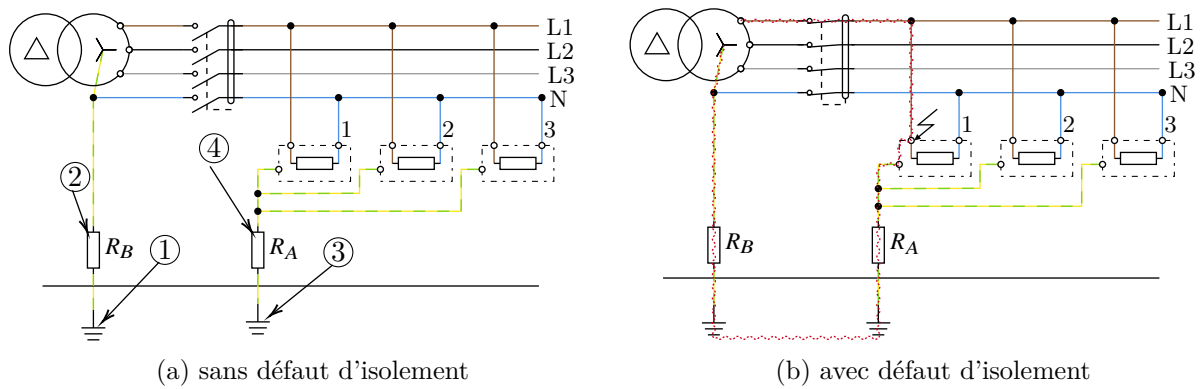 L1
L2
L3
N
1
2
3
④
②
R_B
①
R_A
③
(a) sans défaut d'isolement
L1
L2
L3
N
1
2
3
R_B
R_A
(b) avec défaut d'isolement